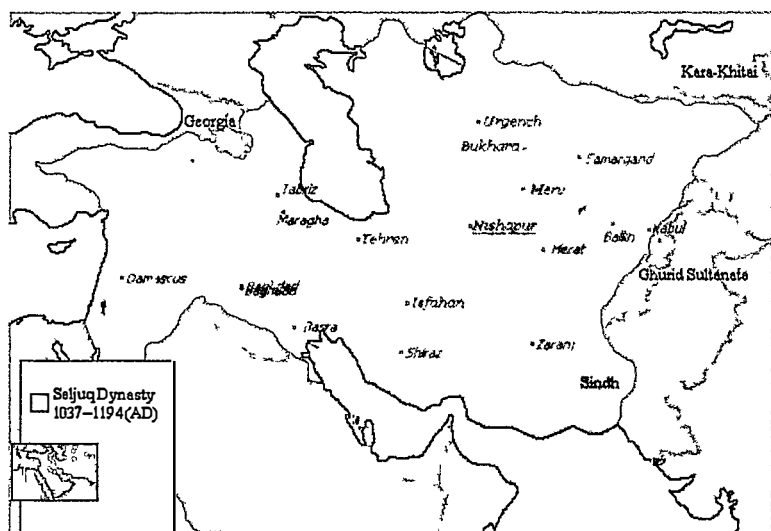 Kara-Khitai
Georgia
Urgench
Bukhara
Samarqand
Tabriz
Merv
Maragha
Nishapur
Balkh
Kabul
Tehran
Herat
Ghurid Sultanate
Damascus
Baghdad
Isfahan
Basra
Shiraz
Zaranj
Sindh
Seljuq Dynasty
1037–1194(AD)